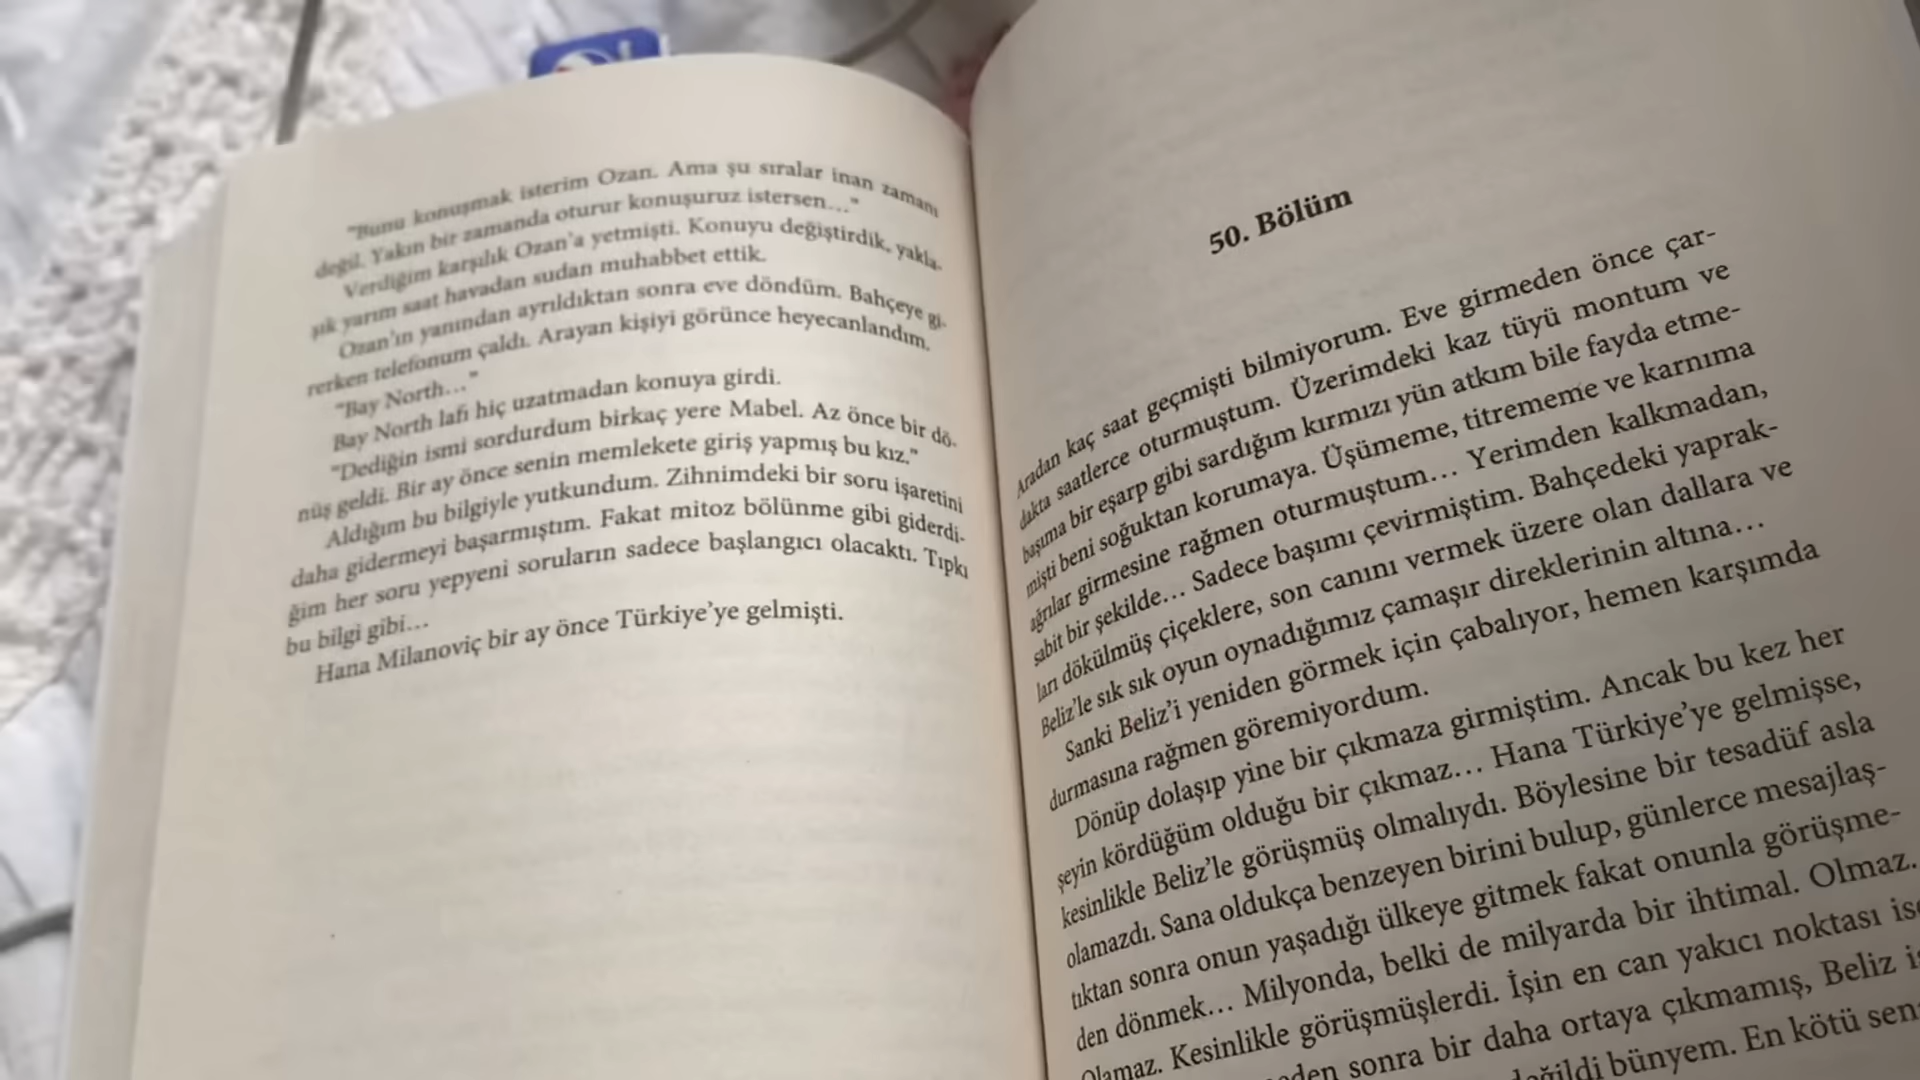 "Bunu konuşmak isterim Ozan. Ama şu sıralar inan zamanı
değil. Yakın bir zamanda oturur konuşuruz istersen..."
Verdiğim karşılık Ozan'a yetmişti. Konuyu değiştirdik, yakla-
şık yarım saat havadan sudan muhabbet ettik.
Ozan'ın yanından ayrıldıktan sonra eve döndüm. Bahçeye gi-
rerken telefonum çaldı. Arayan kişiyi görünce heyecanlandım.
"Bay North..."
Bay North lafı hiç uzatmadan konuya girdi.
"Dediğin ismi sordurdum birkaç yere Mabel. Az önce bir dö-
nüş geldi. Bir ay önce senin memlekete giriş yapmış bu kız."
Aldığım bu bilgiyle yutkundum. Zihnimdeki bir soru işaretini
daha gidermeyi başarmıştım. Fakat mitoz bölünme gibi giderdi-
ğim her soru yepyeni soruların sadece başlangıcı olacaktı. Tıpkı
bu bilgi gibi...
Hana Milanoviç bir ay önce Türkiye'ye gelmişti.
50. Bölüm
Aradan kaç saat geçmişti bilmiyorum. Eve girmeden önce çar-
dakta saatlerce oturmuştum. Üzerimdeki kaz tüyü montum ve
başıma bir eşarp gibi sardığım kırmızı yün atkım bile fayda etme-
mişti beni soğuktan korumaya. Üşümeme, titrememe ve karnıma
ağrılar girmesine rağmen oturmuştum... Yerimden kalkmadan,
sabit bir şekilde... Sadece başımı çevirmiştim. Bahçedeki yaprak-
ları dökülmüş çiçeklere, son canını vermek üzere olan dallara ve
Beliz'le sık sık oyun oynadığımız çamaşır direklerinin altına...
Sanki Beliz'i yeniden görmek için çabalıyor, hemen karşımda
durmasına rağmen göremiyordum.
Dönüp dolaşıp yine bir çıkmaza girmiştim. Ancak bu kez her
şeyin kördüğüm olduğu bir çıkmaz... Hana Türkiye'ye gelmişse,
kesinlikle Beliz'le görüşmüş olmalıydı. Böylesine bir tesadüf asla
olamazdı. Sana oldukça benzeyen birini bulup, günlerce mesajlaş-
tıktan sonra onun yaşadığı ülkeye gitmek fakat onunla görüşme-
den dönmek... Milyonda, belki de milyarda bir ihtimal. Olmaz.
Olamaz. Kesinlikle görüşmüşlerdi. İşin en can yakıcı noktası
sonra bir daha ortaya çıkmamış, Beliz
bünyem. En kötü